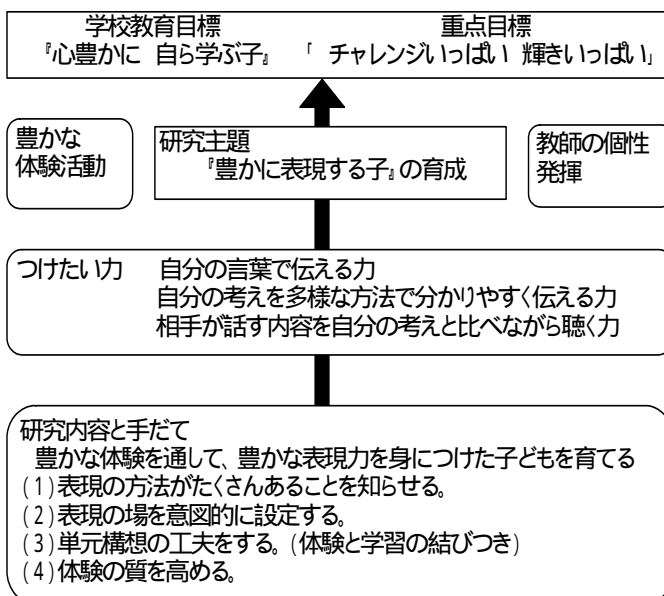 学校教育目標 重点目標
『心豊かに 自ら学ぶ子』 「 チャレンジいっぱい 輝きいっぱい」
豊かな
体験活動
研究主題
『豊かに表現する子』の育成
教師の個性
発揮
つけたい力 自分の言葉で伝える力
自分の考えを多様な方法で分かりやすく伝える力
相手が話す内容を自分の考えと比べながら聴く力
研究内容と手だて
豊かな体験を通して、豊かな表現力を身につけた子どもを育てる
(1)表現の方法がたくさんあることを知らせる。
(2)表現の場を意図的に設定する。
(3)単元構想の工夫をする。(体験と学習の結びつき)
(4)体験の質を高める。